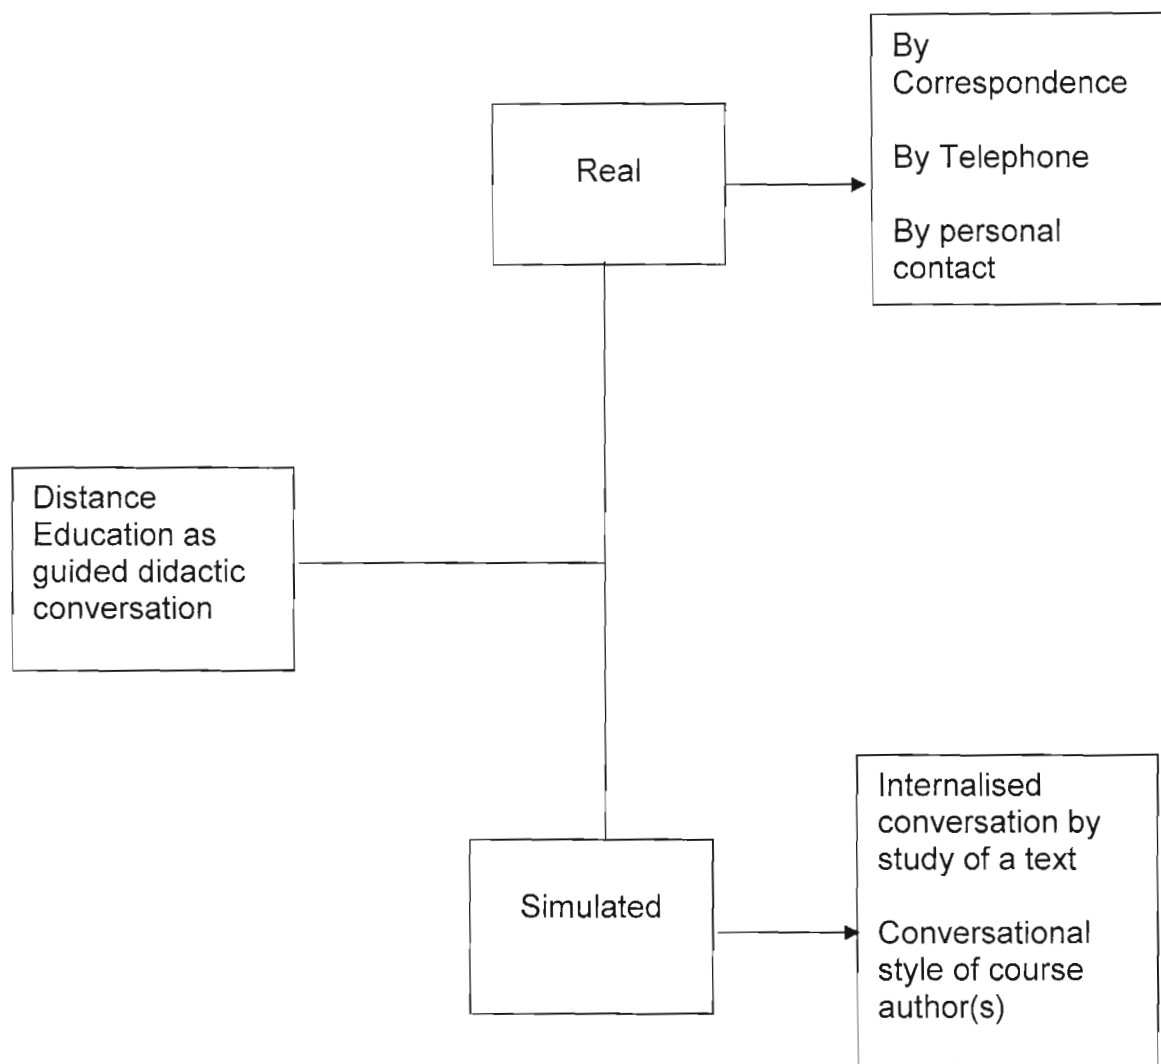 By
Correspondence
By Telephone
By personal
contact
Real
Distance
Education as
guided didactic
conversation
Simulated
Internalised
conversation by
study of a text
Conversational
style of course
author(s)